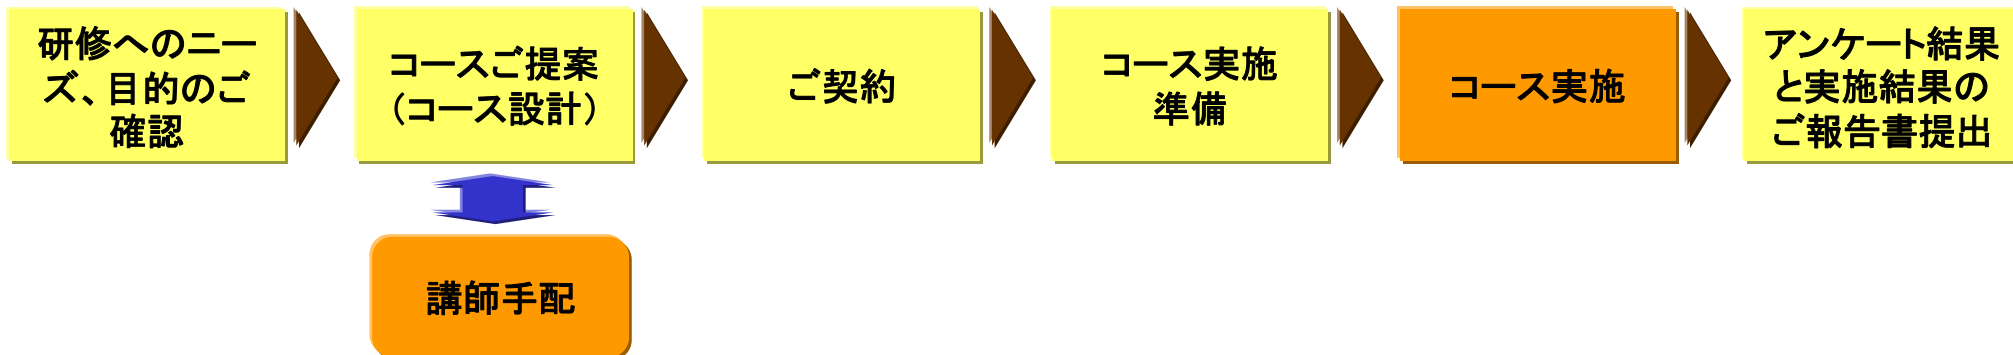 研修へのニー
ズ、目的のご
確認
コースご提案
（コース設計）
ご契約
コース実施
準備
コース実施
アンケート結果
と実施結果の
ご報告書提出
講師手配